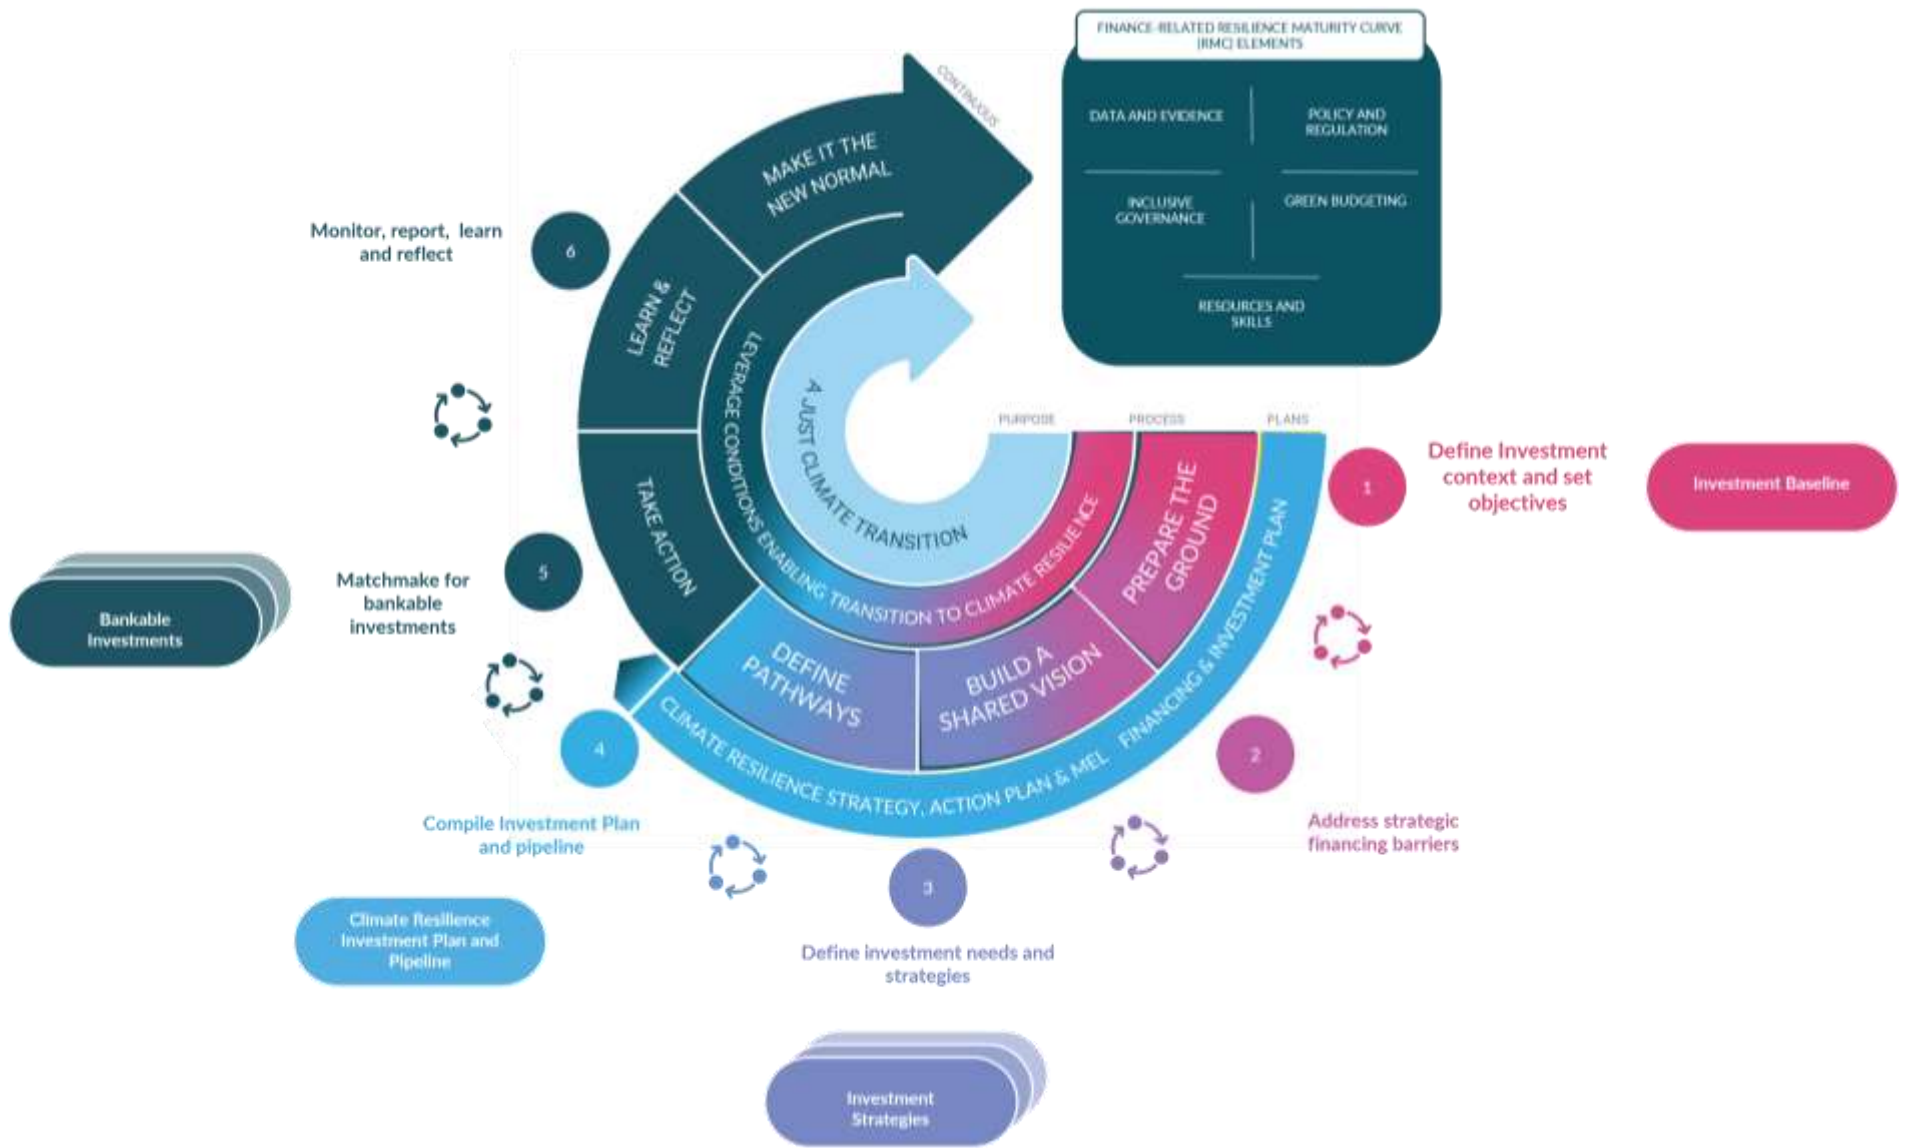 FINANCE-RELATED RESILIENCE MATURITY CURVE
(RMC) ELEMENTS
DATA AND EVIDENCE
POLICY AND
REGULATION
INCLUSIVE
GOVERNANCE
GREEN BUDGETING
RESOURCES AND
SKILLS
CONTINUOUS
MAKE IT THE
NEW NORMAL
LEARN &
REFLECT
TAKE ACTION
DEFINE
PATHWAYS
BUILD A
SHARED VISION
PREPARE THE
GROUND
LEVERAGE CONDITIONS ENABLING TRANSITION TO CLIMATE RESILIENCE
A JUST CLIMATE TRANSITION
PURPOSE
PROCESS
PLANS
CLIMATE RESILIENCE STRATEGY, ACTION PLAN & MEL
FINANCING & INVESTMENT PLAN
1
Define Investment
context and set
objectives
Investment Baseline
2
Address strategic
financing barriers
3
Define investment needs and
strategies
Investment
Strategies
4
Compile Investment Plan
and pipeline
Climate Resilience
Investment Plan and
Pipeline
5
Matchmake for
bankable
investments
Bankable
Investments
6
Monitor, report, learn
and reflect